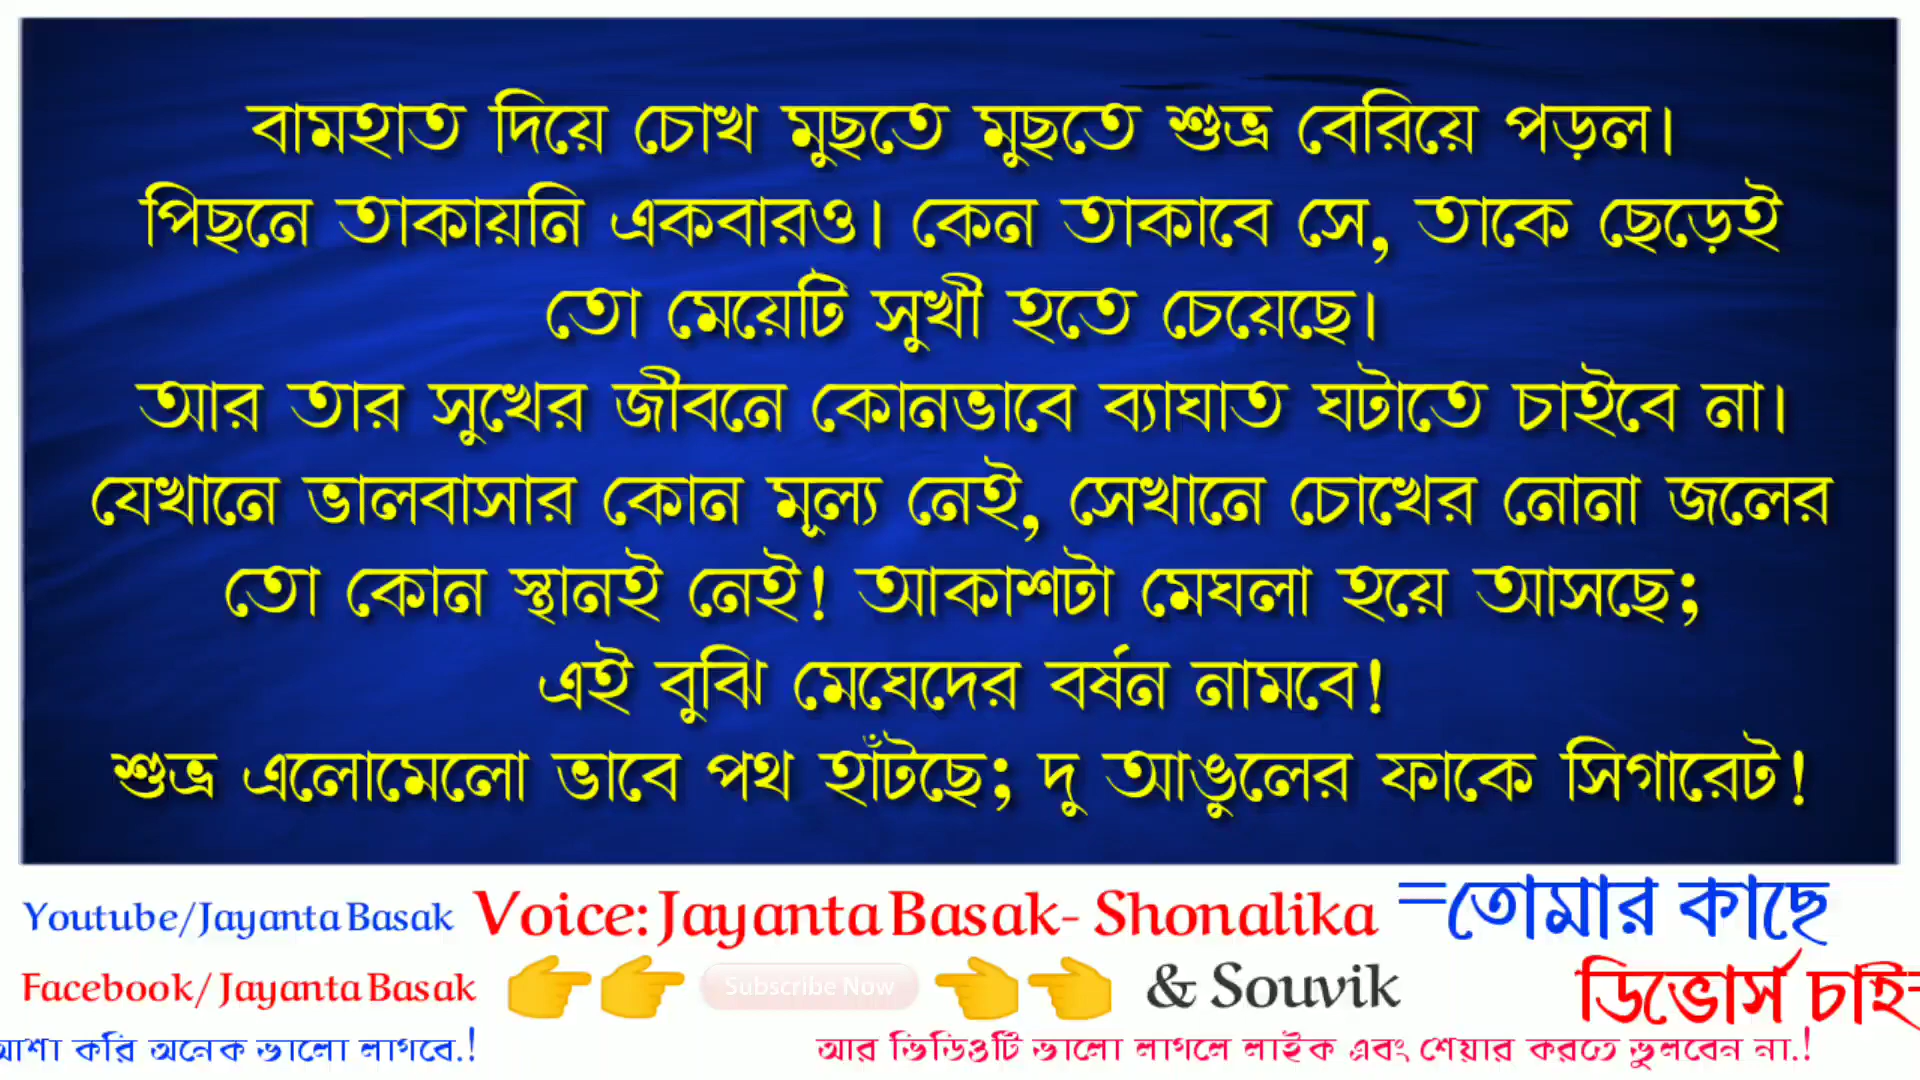 বামহাত দিয়ে চোখ মুছতে মুছতে শুভ্র বেরিয়ে পড়ল।
পিছনে তাকায়নি একবারও। কেন তাকাবে সে, তাকে ছেড়েই
তো মেয়েটি সুখী হতে চেয়েছে।
আর তার সুখের জীবনে কোনভাবে ব্যাঘাত ঘটাতে চাইবে না।
যেখানে ভালবাসার কোন মূল্য নেই, সেখানে চোখের নোনা জলের
তো কোন স্থানই নেই! আকাশটা মেঘলা হয়ে আসছে;
এই বুঝি মেঘেদের বর্ষন নামবে!
শুভ্র এলোমেলো ভাবে পথ হাঁটছে; দু আঙুলের ফাকে সিগারেট!
Youtube/Jayanta Basak Voice: Jayanta Basak- Shonalika =তোমার কাছে
Facebook/ Jayanta Basak Subscribe Now & Souvik ডিভোর্স চাই=
আশা করি অনেক ভালো লাগবে.! আর ভিডিওটি ভালো লাগলে লাইক এবং শেয়ার করতে ভুলবেন না.!